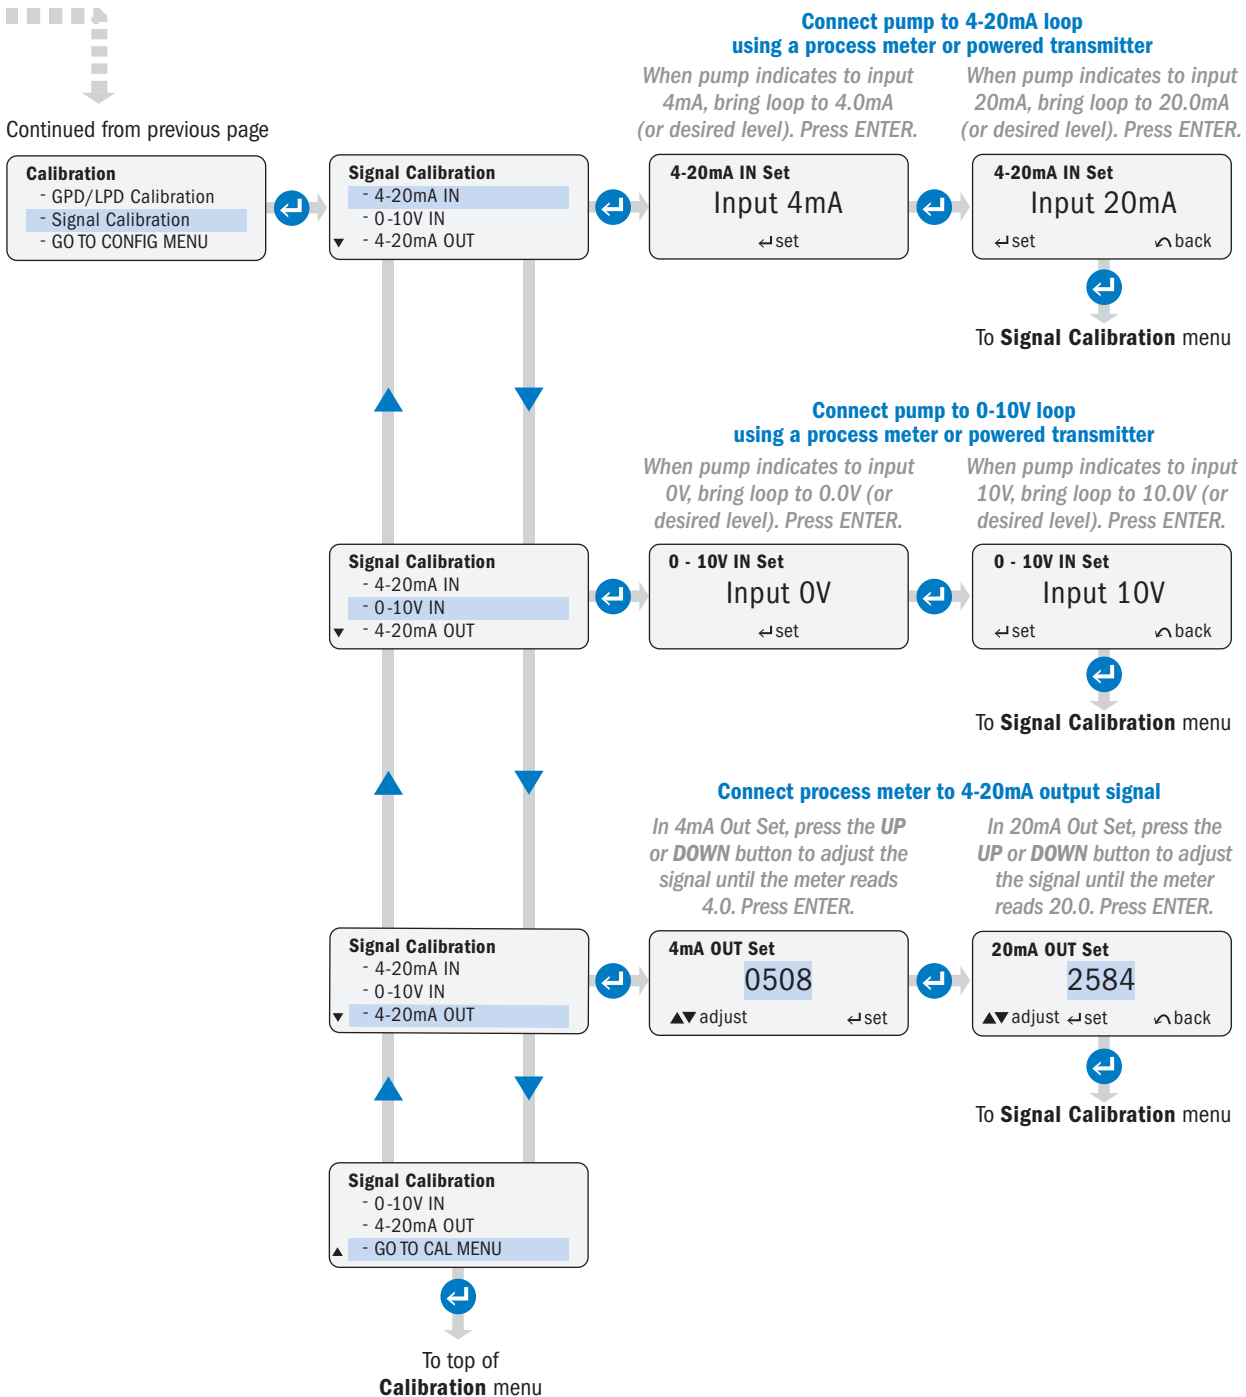 Continued from previous page
Calibration
- GPD/LPD Calibration
- Signal Calibration
- GO TO CONFIG MENU
Signal Calibration
- 4-20mA IN
- 0-10V IN
- 4-20mA OUT
Connect pump to 4-20mA loop
using a process meter or powered transmitter
When pump indicates to input
4mA, bring loop to 4.0mA
(or desired level). Press ENTER.
4-20mA IN Set
Input 4mA
set
When pump indicates to input
20mA, bring loop to 20.0mA
(or desired level). Press ENTER.
4-20mA IN Set
Input 20mA
set back
To Signal Calibration menu
Connect pump to 0-10V loop
using a process meter or powered transmitter
Signal Calibration
- 4-20mA IN
- 0-10V IN
- 4-20mA OUT
When pump indicates to input
0V, bring loop to 0.0V (or
desired level). Press ENTER.
0 - 10V IN Set
Input 0V
set
When pump indicates to input
10V, bring loop to 10.0V (or
desired level). Press ENTER.
0 - 10V IN Set
Input 10V
set back
To Signal Calibration menu
Connect process meter to 4-20mA output signal
Signal Calibration
- 4-20mA IN
- 0-10V IN
- 4-20mA OUT
In 4mA Out Set, press the UP
or DOWN button to adjust the
signal until the meter reads
4.0. Press ENTER.
4mA OUT Set
0508
adjust set
In 20mA Out Set, press the
UP or DOWN button to adjust
the signal until the meter
reads 20.0. Press ENTER.
20mA OUT Set
2584
adjust set back
To Signal Calibration menu
Signal Calibration
- 0-10V IN
- 4-20mA OUT
- GO TO CAL MENU
To top of
Calibration menu